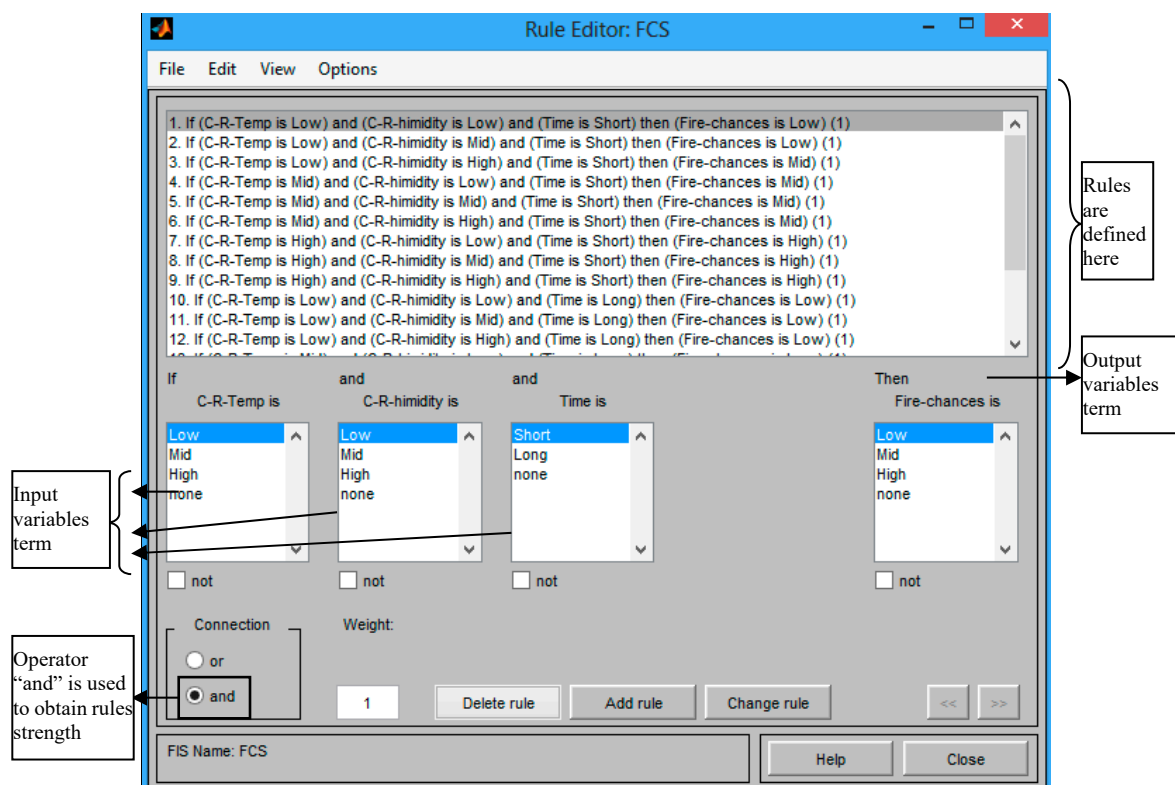 Rule Editor: FCS
File Edit View Options
1. If (C-R-Temp is Low) and (C-R-himidity is Low) and (Time is Short) then (Fire-chances is Low) (1)
2. If (C-R-Temp is Low) and (C-R-himidity is Mid) and (Time is Short) then (Fire-chances is Low) (1)
3. If (C-R-Temp is Low) and (C-R-himidity is High) and (Time is Short) then (Fire-chances is Mid) (1)
4. If (C-R-Temp is Mid) and (C-R-himidity is Low) and (Time is Short) then (Fire-chances is Mid) (1)
5. If (C-R-Temp is Mid) and (C-R-himidity is Mid) and (Time is Short) then (Fire-chances is Mid) (1)
6. If (C-R-Temp is Mid) and (C-R-himidity is High) and (Time is Short) then (Fire-chances is Mid) (1)
7. If (C-R-Temp is High) and (C-R-himidity is Low) and (Time is Short) then (Fire-chances is High) (1)
8. If (C-R-Temp is High) and (C-R-himidity is Mid) and (Time is Short) then (Fire-chances is High) (1)
9. If (C-R-Temp is High) and (C-R-himidity is High) and (Time is Short) then (Fire-chances is High) (1)
10. If (C-R-Temp is Low) and (C-R-himidity is Low) and (Time is Long) then (Fire-chances is Low) (1)
11. If (C-R-Temp is Low) and (C-R-himidity is Mid) and (Time is Long) then (Fire-chances is Low) (1)
12. If (C-R-Temp is Low) and (C-R-himidity is High) and (Time is Long) then (Fire-chances is Low) (1)
Rules
are
defined
here
If and and Then
C-R-Temp is C-R-himidity is Time is Fire-chances is
Output
variables
term
Low
Mid
High
none
Low
Mid
High
none
Short
Long
none
Low
Mid
High
none
Input
variables
term
not not not not
Connection
or
and
Weight:
1
Delete rule Add rule Change rule << >>
Operator
“and” is used
to obtain rules
strength
FIS Name: FCS
Help Close